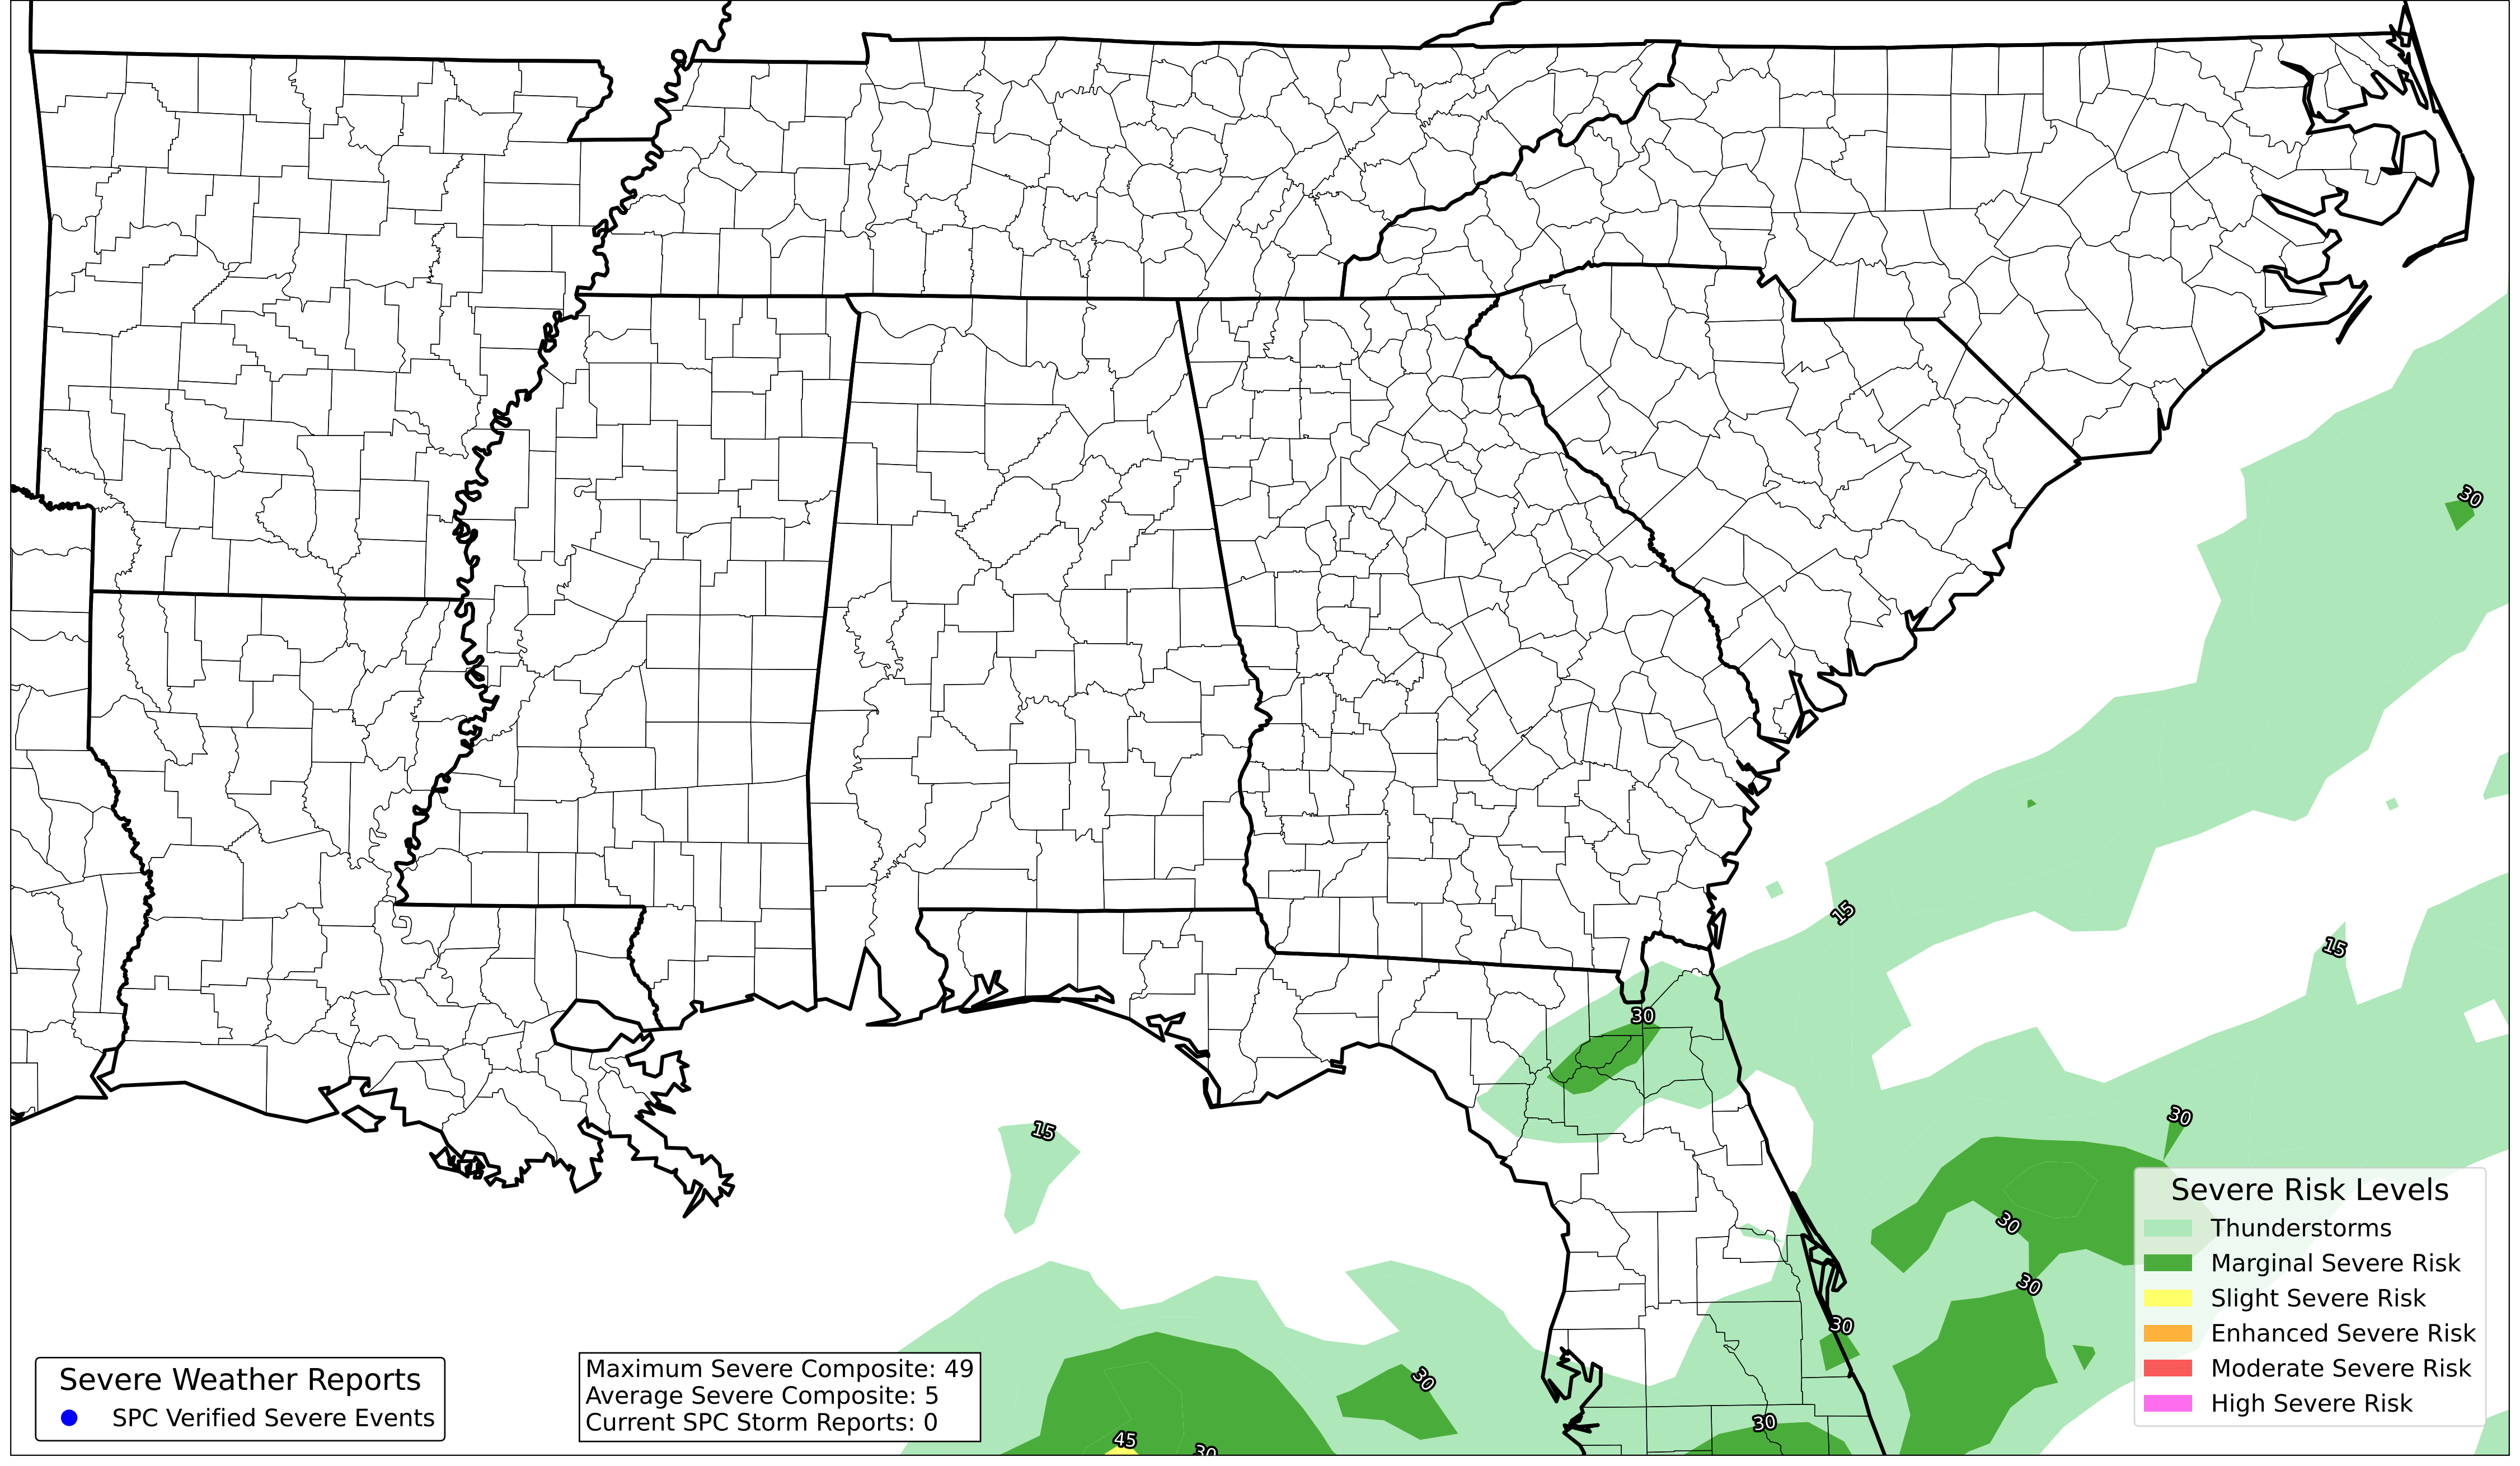 30
15
15
30
15
30
30
30
30
30
30
45
30
Severe Risk Levels
Thunderstorms
Marginal Severe Risk
Slight Severe Risk
Enhanced Severe Risk
Moderate Severe Risk
High Severe Risk
Severe Weather Reports
SPC Verified Severe Events
Maximum Severe Composite: 49
Average Severe Composite: 5
Current SPC Storm Reports: 0